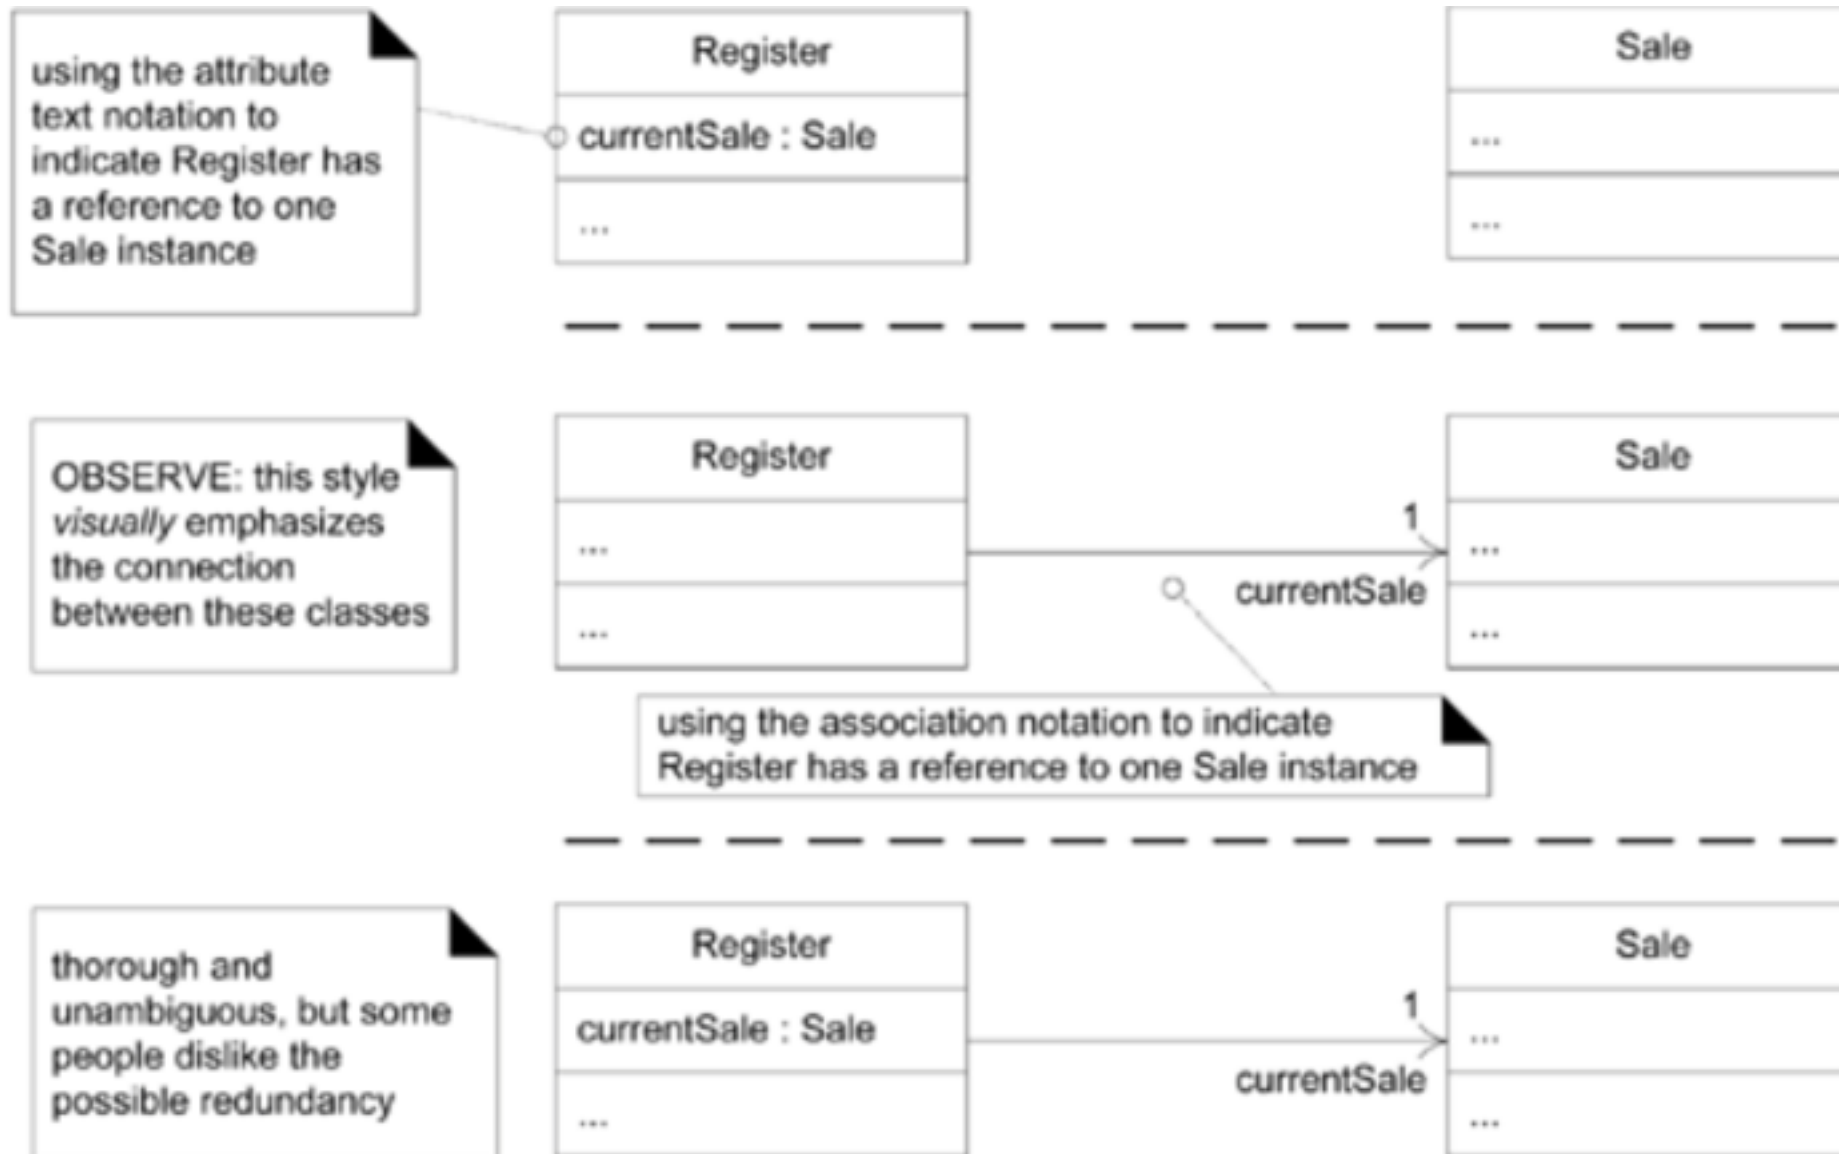 using the attribute
text notation to
indicate Register has
a reference to one
Sale instance
Register
currentSale : Sale
...
Sale
...
...
OBSERVE: this style
visually emphasizes
the connection
between these classes
Register
...
...
1
currentSale
Sale
...
...
using the association notation to indicate
Register has a reference to one Sale instance
thorough and
unambiguous, but some
people dislike the
possible redundancy
Register
currentSale : Sale
...
1
currentSale
Sale
...
...